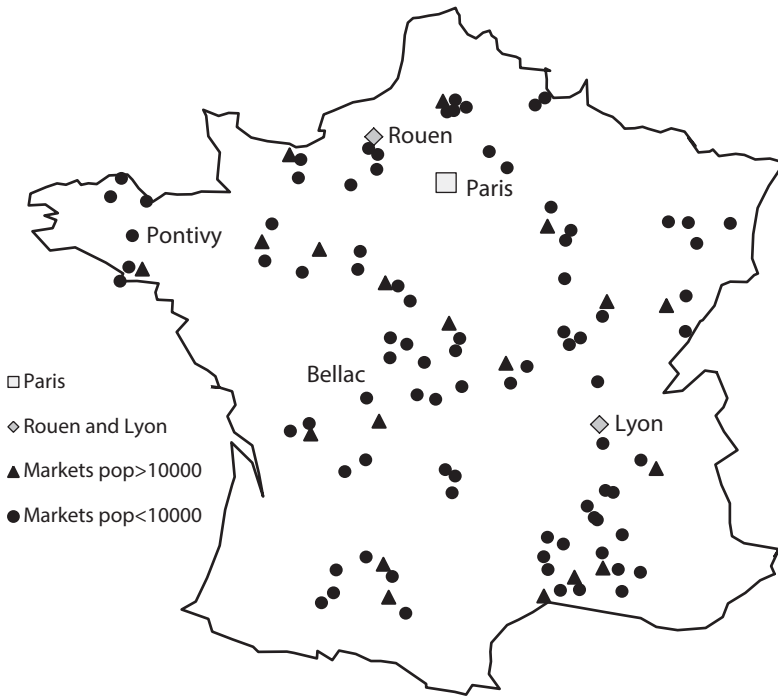 Rouen
Paris
Pontivy
Bellac
Paris
Rouen and Lyon
Lyon
Markets pop>10000
Markets pop<10000